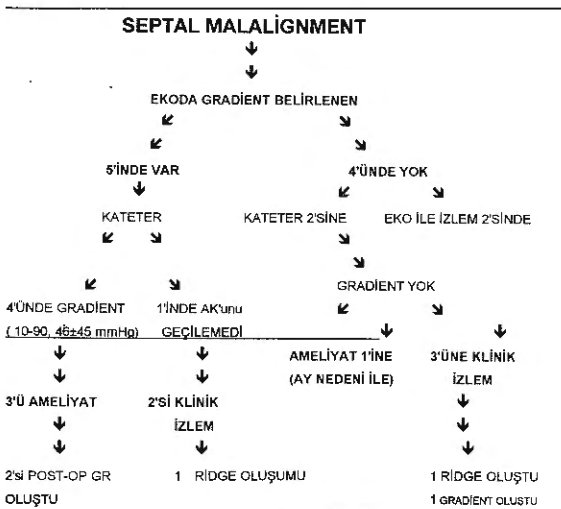 SEPTAL MALALİGNMENT
EKODA GRADİENT BELİRLENEN
5'İNDE VAR 4'ÜNDE YOK
KATETER KATETER 2'SİNE EKO İLE İZLEM 2'SİNDE
GRADİENT YOK
4'ÜNDE GRADİENT 1'İNDE AK'unu
( 10-90, 46±45 mmHg) GEÇİLEMEDİ
AMELİYAT 1'İNE 3'ÜNE KLİNİK
(AY NEDENİ İLE) İZLEM
3'Ü AMELİYAT 2'Sİ KLİNİK
İZLEM
2'si POST-OP GR 1 RİDGE OLUŞUMU 1 RİDGE OLUŞTU
OLUŞTU 1 GRADİENT OLUŞTU